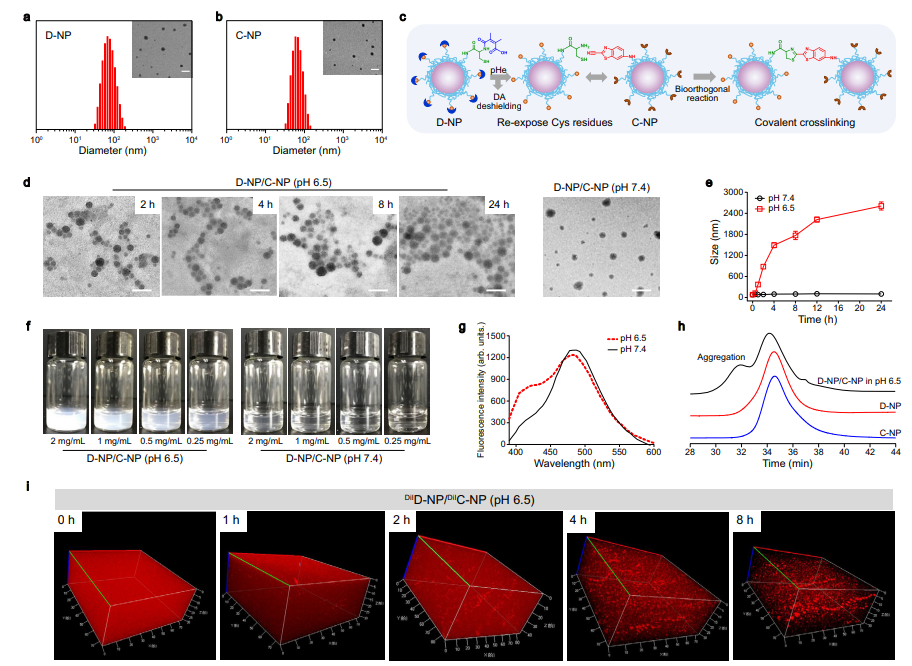 a
D-NP
10⁰ 10¹ 10² 10³ 10⁴
Diameter (nm)
b
C-NP
10⁰ 10¹ 10² 10³ 10⁴
Diameter (nm)
c
pHe
DA
deshielding
Bioorthogonal
reaction
D-NP
Re-expose Cys residues
C-NP
Covalent crosslinking
d
D-NP/C-NP (pH 6.5)
2 h
4 h
8 h
24 h
D-NP/C-NP (pH 7.4)
e
Size (nm)
3000
2400
1800
1200
600
0
pH 7.4
pH 6.5
0 4 8 12 16 20 24
Time (h)
f
2 mg/mL 1 mg/mL 0.5 mg/mL 0.25 mg/mL
D-NP/C-NP (pH 6.5)
2 mg/mL 1 mg/mL 0.5 mg/mL 0.25 mg/mL
D-NP/C-NP (pH 7.4)
g
Fluorescence intensity (arb. units.)
1500
1200
900
600
300
0
pH 6.5
pH 7.4
400 450 500 550 600
Wavelength (nm)
h
Aggregation
D-NP/C-NP in pH 6.5
D-NP
C-NP
28 30 32 34 36 38 40 42 44
Time (min)
i
DiID-NP/DiIC-NP (pH 6.5)
0 h
1 h
2 h
4 h
8 h